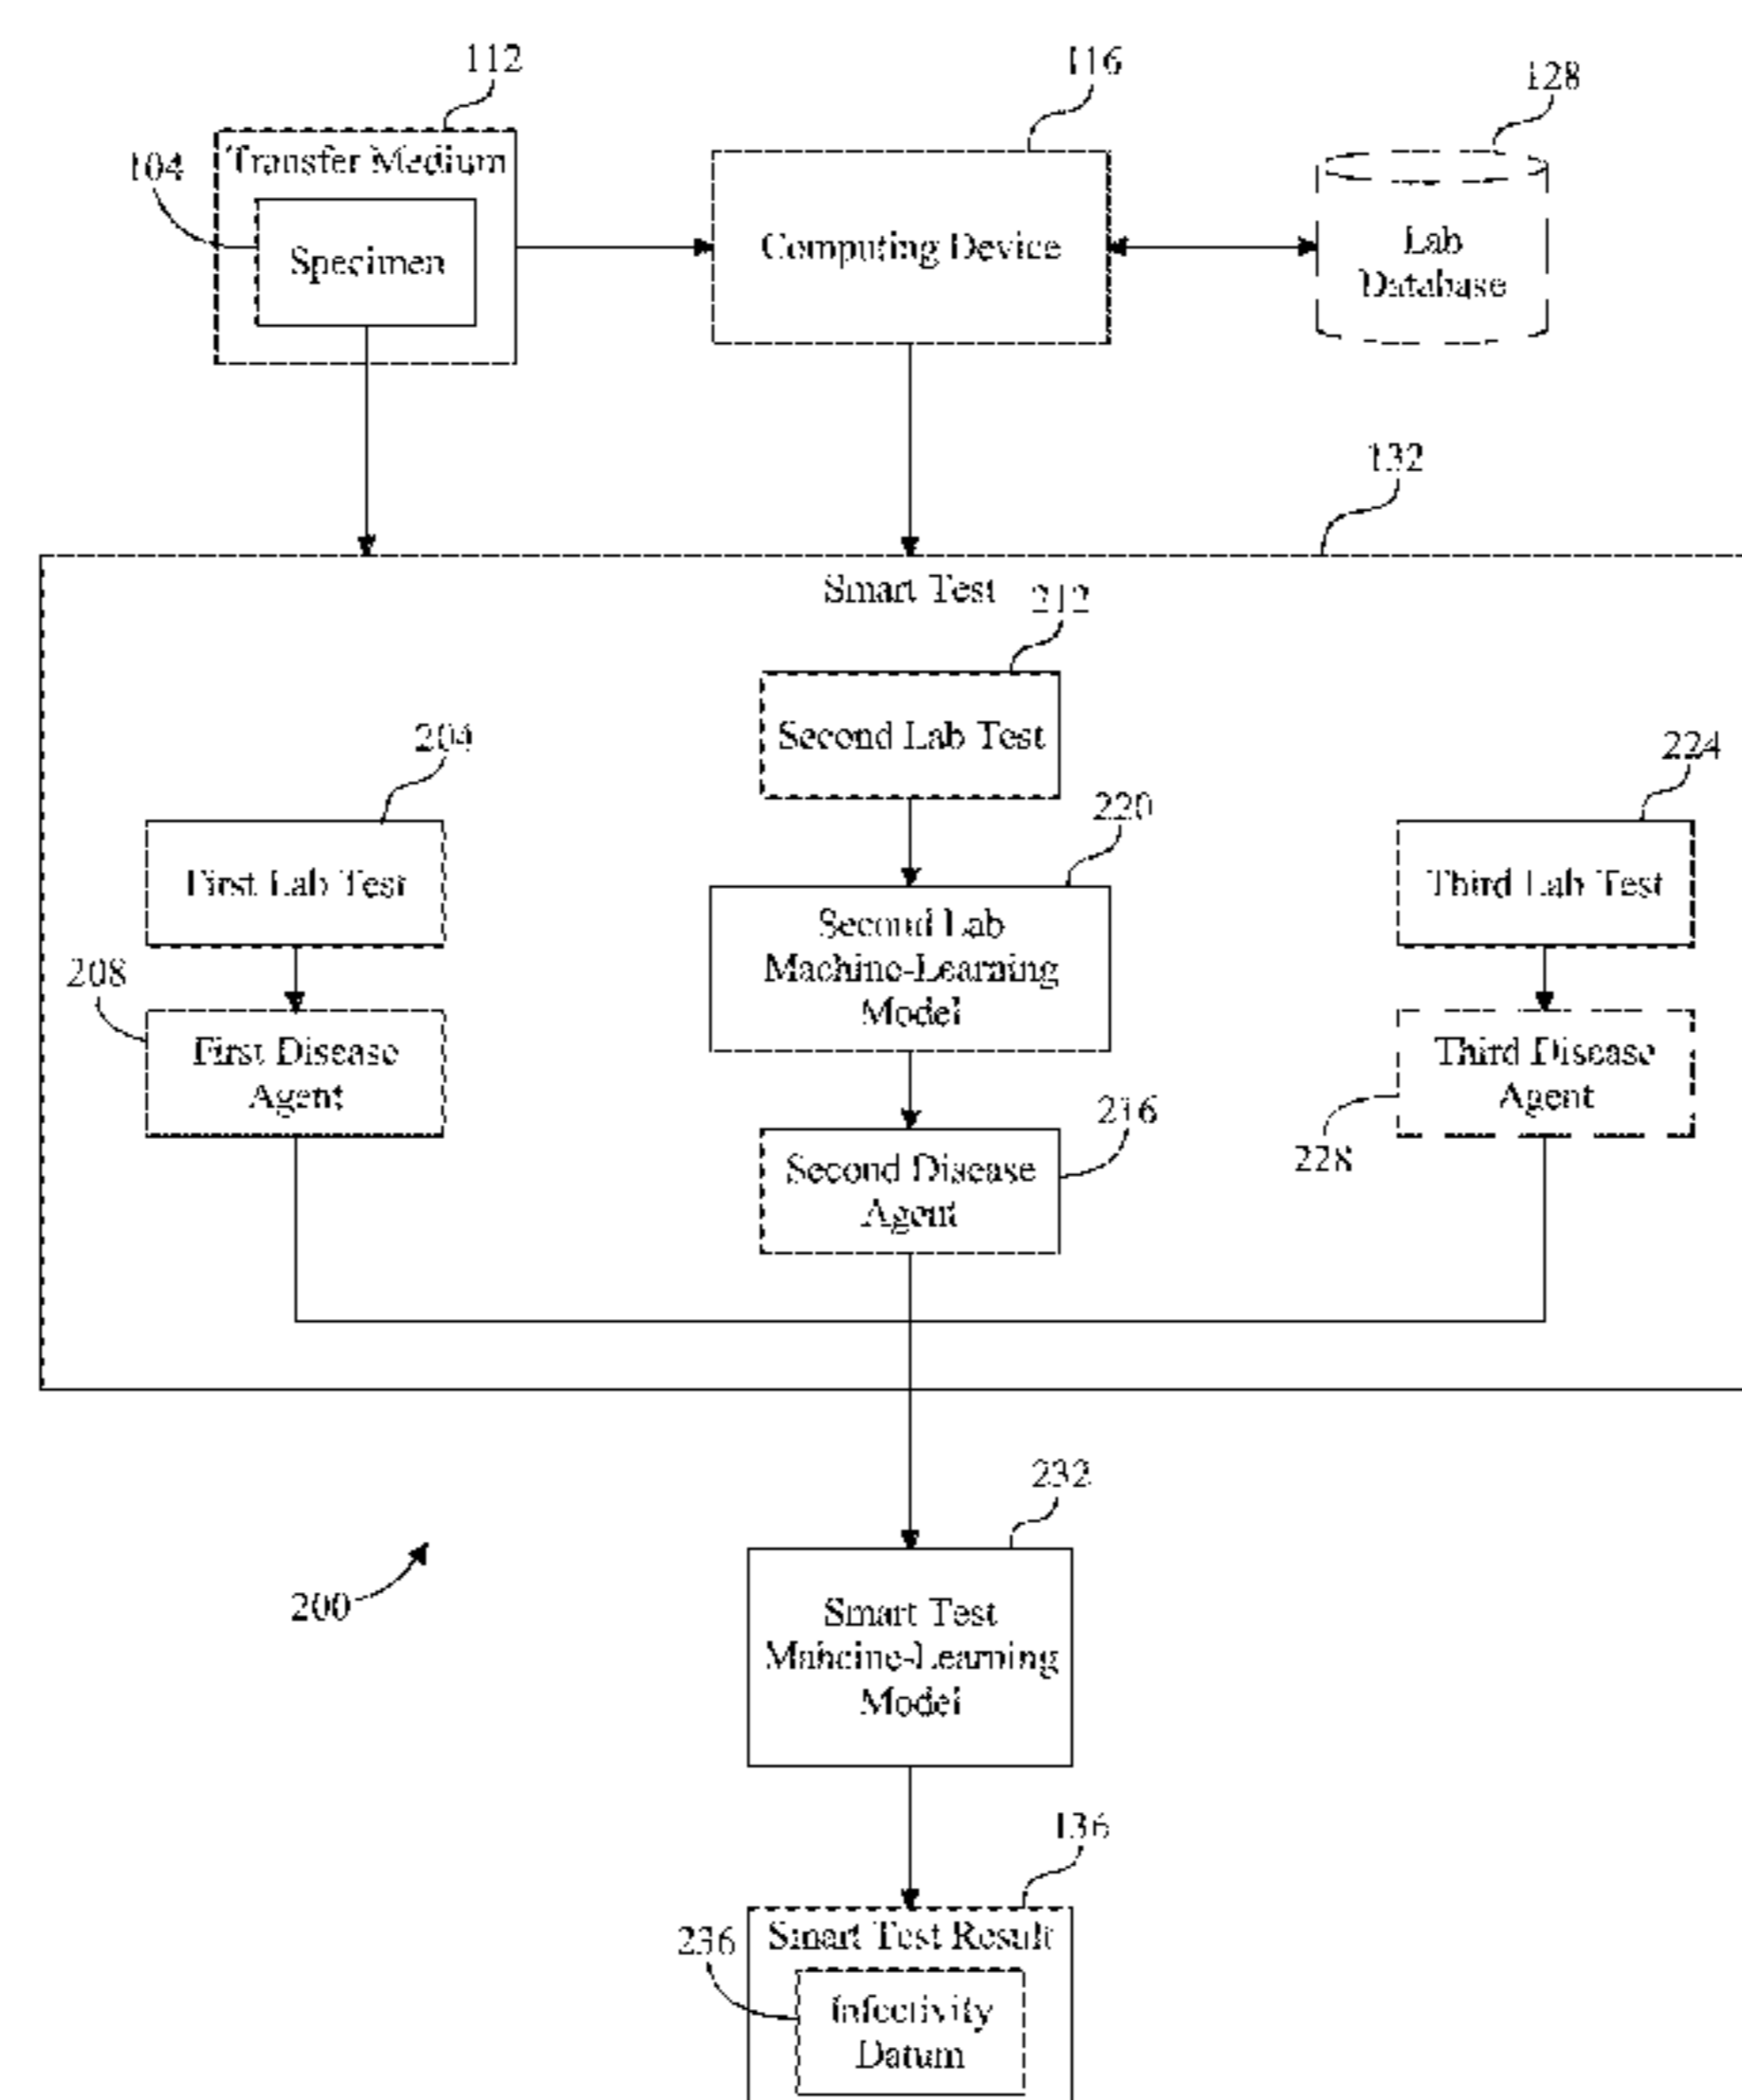 112
116
128
104
Transfer Medium
Specimen
Computing Device
Lab
Database
132
Smart Test
212
Second Lab Test
204
224
220
First Lab Test
Third Lab Test
Second Lab
Machine-Learning
Model
208
First Disease
Agent
Third Disease
Agent
216
228
Second Disease
Agent
232
200
Smart Test
Mahcine-Learning
Model
136
236
Smart Test Result
Infectivity
Datum